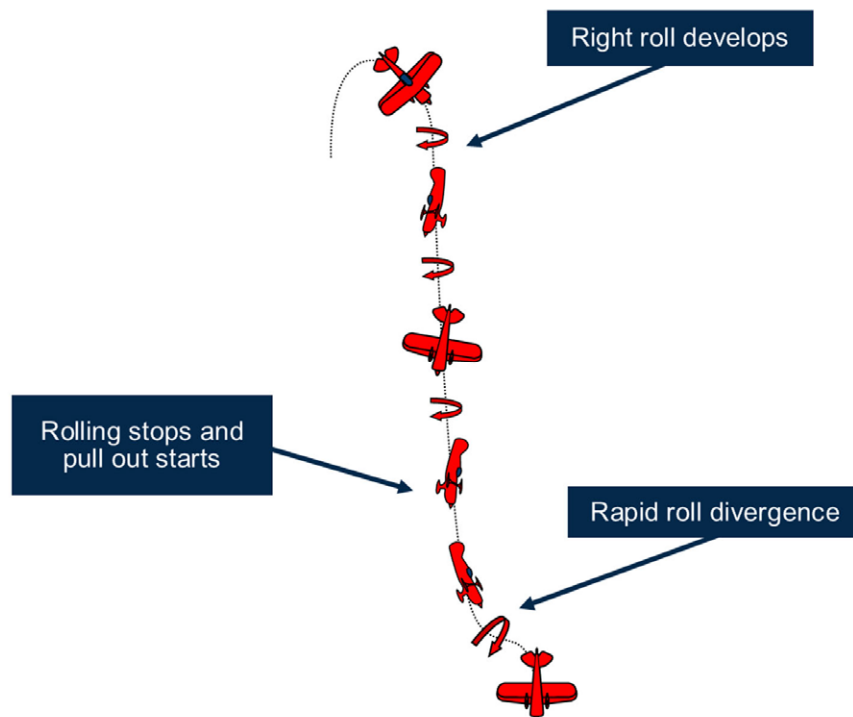 Right roll develops
Rolling stops and
pull out starts
Rapid roll divergence